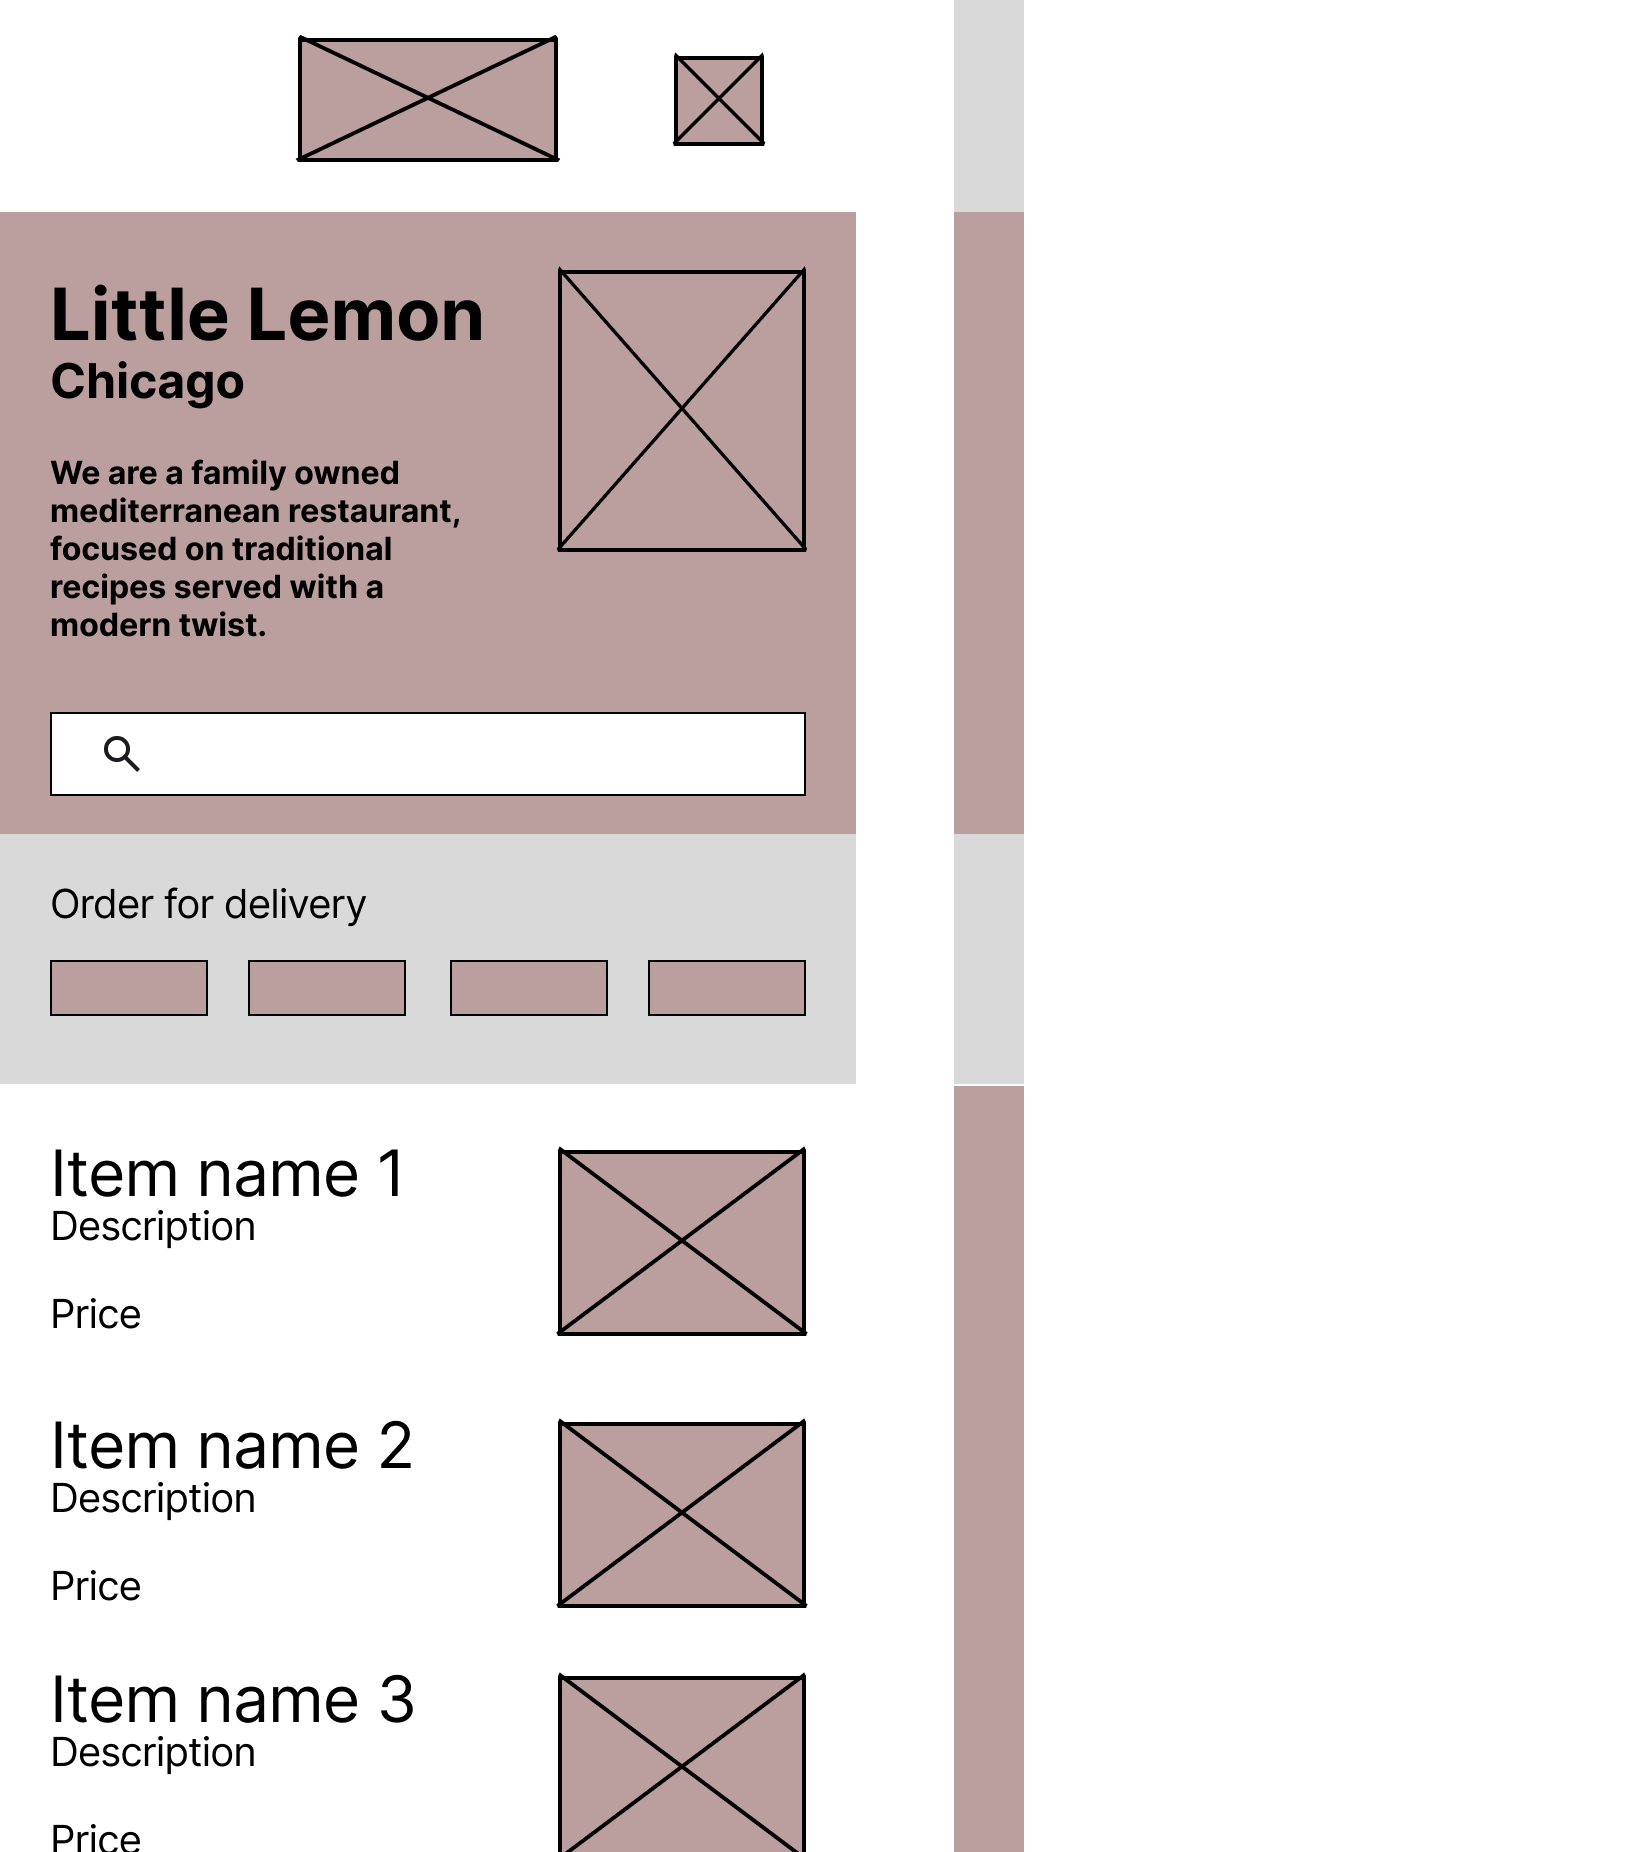 Little Lemon
Chicago
We are a family owned
mediterranean restaurant,
focused on traditional
recipes served with a
modern twist.
Order for delivery
Item name 1
Description
Price
Item name 2
Description
Price
Item name 3
Description
Price